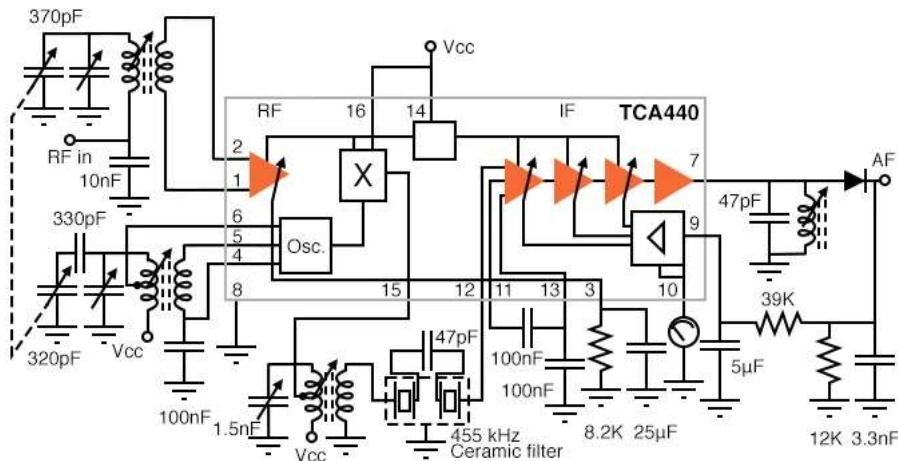 370pF
Vcc
RF
16
14
IF
TCA440
2
7
AF
RF in
1
X
10nF
47pF
330pF
6
5
Osc.
9
4
8
15
12
11
13
3
10
39K
320pF
Vcc
47pF
100nF
5µF
100nF
100nF
1.5nF
Vcc
455 kHz
Ceramic filter
8.2K
25µF
12K
3.3nF